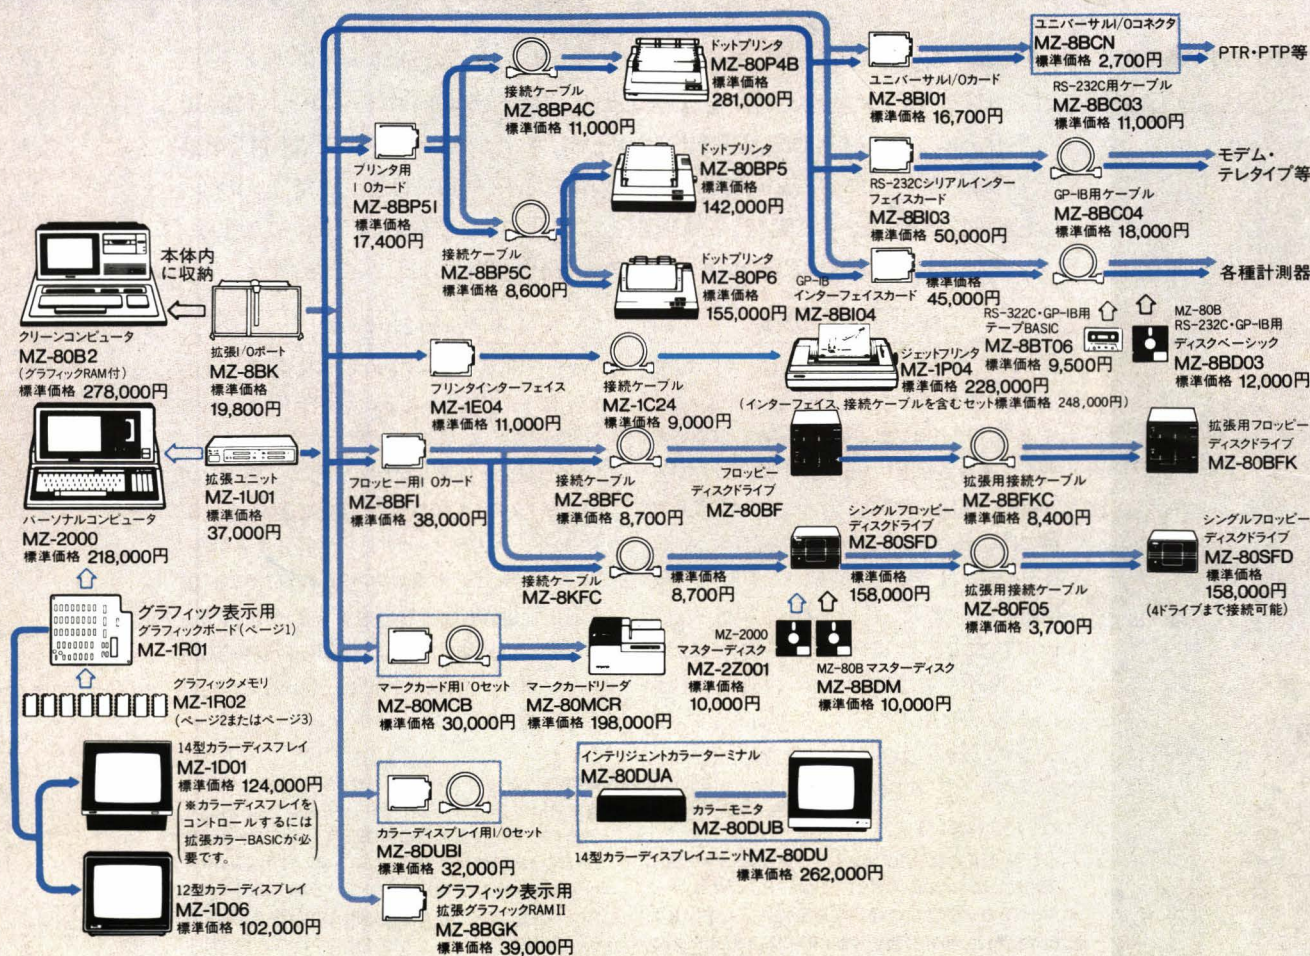 ドットプリンタ
MZ-80P4B
標準価格
281,000円
接続ケーブル
MZ-8BP4C
標準価格 11,000円
プリンタ用
I Oカード
MZ-8BP5I
標準価格
17,400円
ドットプリンタ
MZ-80BP5
標準価格
142,000円
接続ケーブル
MZ-8BP5C
標準価格 8,600円
ドットプリンタ
MZ-80P6
標準価格
155,000円
ユニバーサルI/Oカード
MZ-8BI01
標準価格 16,700円
ユニバーサルI/Oコネクタ
MZ-8BCN
標準価格 2,700円
PTR・PTP等
RS-232C用ケーブル
MZ-8BC03
標準価格 11,000円
RS-232Cシリアルインター
フェイスカード
MZ-8BI03
標準価格 50,000円
モデム・
テレタイプ等
GP-IB用ケーブル
MZ-8BC04
標準価格 18,000円
GP-IB
インターフェイスカード
MZ-8BI04
標準価格
45,000円
各種計測器
RS-322C・GP-IB用
テープBASIC
MZ-8BT06
標準価格 9,500円
MZ-80B
RS-232C・GP-IB用
ディスクベーシック
MZ-8BD03
標準価格 12,000円
本体内
に収納
クリーンコンピュータ
MZ-80B2
(グラフィックRAM付)
標準価格 278,000円
拡張I/Oポート
MZ-8BK
標準価格
19,800円
プリンタインターフェイス
MZ-1E04
標準価格 11,000円
接続ケーブル
MZ-1C24
標準価格 9,000円
ジェットプリンタ
MZ-1P04
標準価格 228,000円
(インターフェイス、接続ケーブルを含むセット標準価格 248,000円)
パーソナルコンピュータ
MZ-2000
標準価格 218,000円
拡張ユニット
MZ-1U01
標準価格
37,000円
フロッピー用I Oカード
MZ-8BFI
標準価格 38,000円
接続ケーブル
MZ-8BFC
標準価格 8,700円
フロッピー
ディスクドライブ
MZ-80BF
拡張用接続ケーブル
MZ-8BFKC
標準価格 8,400円
拡張用フロッピー
ディスクドライブ
MZ-80BFK
接続ケーブル
MZ-8KFC
標準価格
8,700円
シングルフロッピー
ディスクドライブ
MZ-80SFD
標準価格
158,000円
拡張用接続ケーブル
MZ-80F05
標準価格 3,700円
シングルフロッピー
ディスクドライブ
MZ-80SFD
標準価格
158,000円
(4ドライブまで接続可能)
グラフィック表示用
グラフィックボード(ページ1)
MZ-1R01
グラフィックメモリ
MZ-1R02
(ページ2またはページ3)
マークカード用I Oセット
MZ-80MCB
標準価格 30,000円
マークカードリーダ
MZ-80MCR
標準価格 198,000円
MZ-2000
マスターディスク
MZ-2Z001
標準価格
10,000円
MZ-80B マスターディスク
MZ-8BDM
標準価格 10,000円
14型カラーディスプレイ
MZ-1D01
標準価格 124,000円
※カラーディスプレイを
コントロールするには
拡張カラーBASICが必
要です。
12型カラーディスプレイ
MZ-1D06
標準価格 102,000円
カラーディスプレイ用I/Oセット
MZ-8DUBI
標準価格 32,000円
インテリジェントカラーターミナル
MZ-80DUA
カラーモニタ
MZ-80DUB
14型カラーディスプレイユニットMZ-80DU
標準価格 262,000円
グラフィック表示用
拡張グラフィックRAMⅡ
MZ-8BGK
標準価格 39,000円